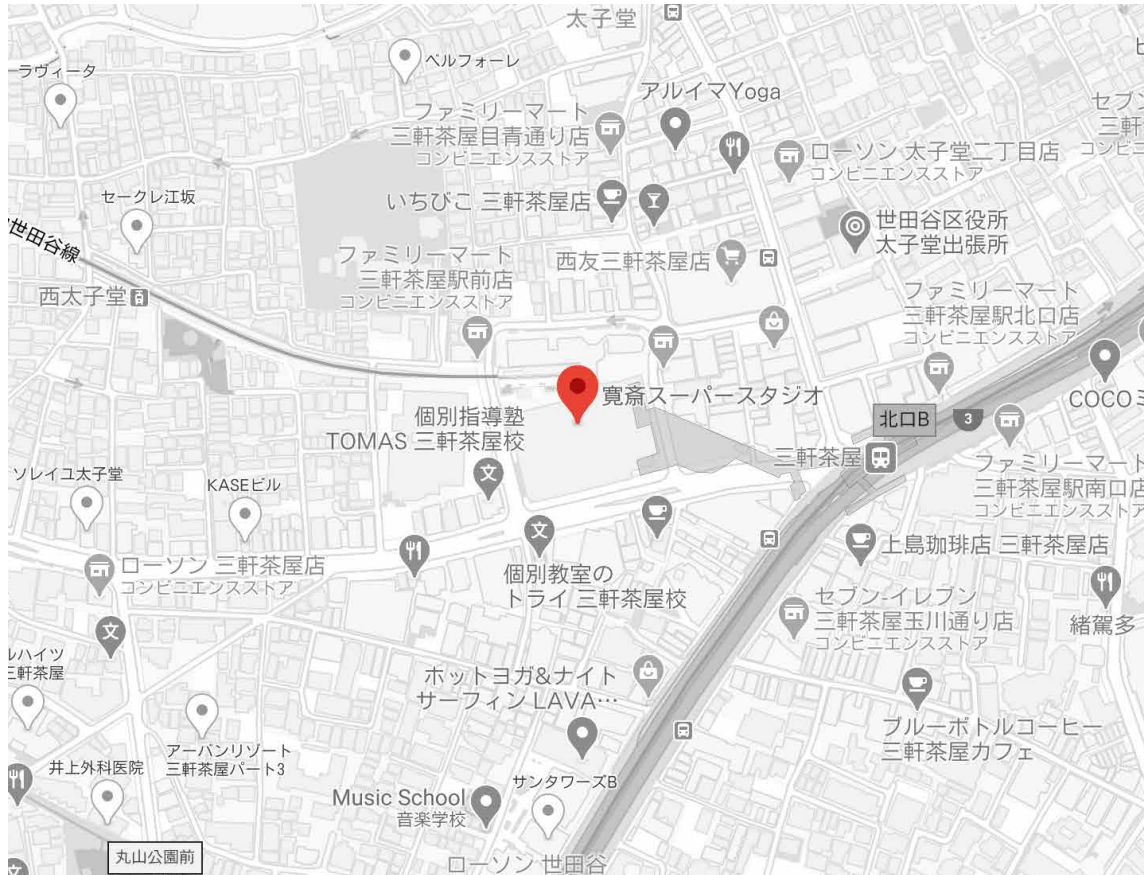 太子堂
ベルフォーレ
ラヴィータ
アルイマYoga
ファミリーマート
三軒茶屋目青通り店
コンビニエンスストア
ローソン 太子堂二丁目店
コンビニエンスストア
セブン
三軒
コンビニ
セークレ江坂
いちびこ 三軒茶屋店
世田谷区役所
太子堂出張所
世田谷線
ファミリーマート
三軒茶屋駅前店
コンビニエンスストア
西友三軒茶屋店
西太子堂
ファミリーマート
三軒茶屋駅北口店
コンビニエンスストア
寛斎スーパースタジオ
COCO
個別指導塾
TOMAS 三軒茶屋校
文
北口B
3
三軒茶屋
ファミリーマート
三軒茶屋駅南口店
コンビニエンスストア
ソレイユ太子堂
KASEビル
文
上島珈琲店 三軒茶屋店
ローソン 三軒茶屋店
コンビニエンスストア
個別教室の
トライ 三軒茶屋校
セブン-イレブン
三軒茶屋玉川通り店
コンビニエンスストア
緒駕多
文
ルハイツ
三軒茶屋
ホットヨガ&ナイト
サーフィン LAVA…
ブルーボトルコーヒー
三軒茶屋カフェ
アーバンリゾート
三軒茶屋パート3
井上外科医院
サンタワーズB
Music School
音楽学校
丸山公園前
文
ローソン 世田谷